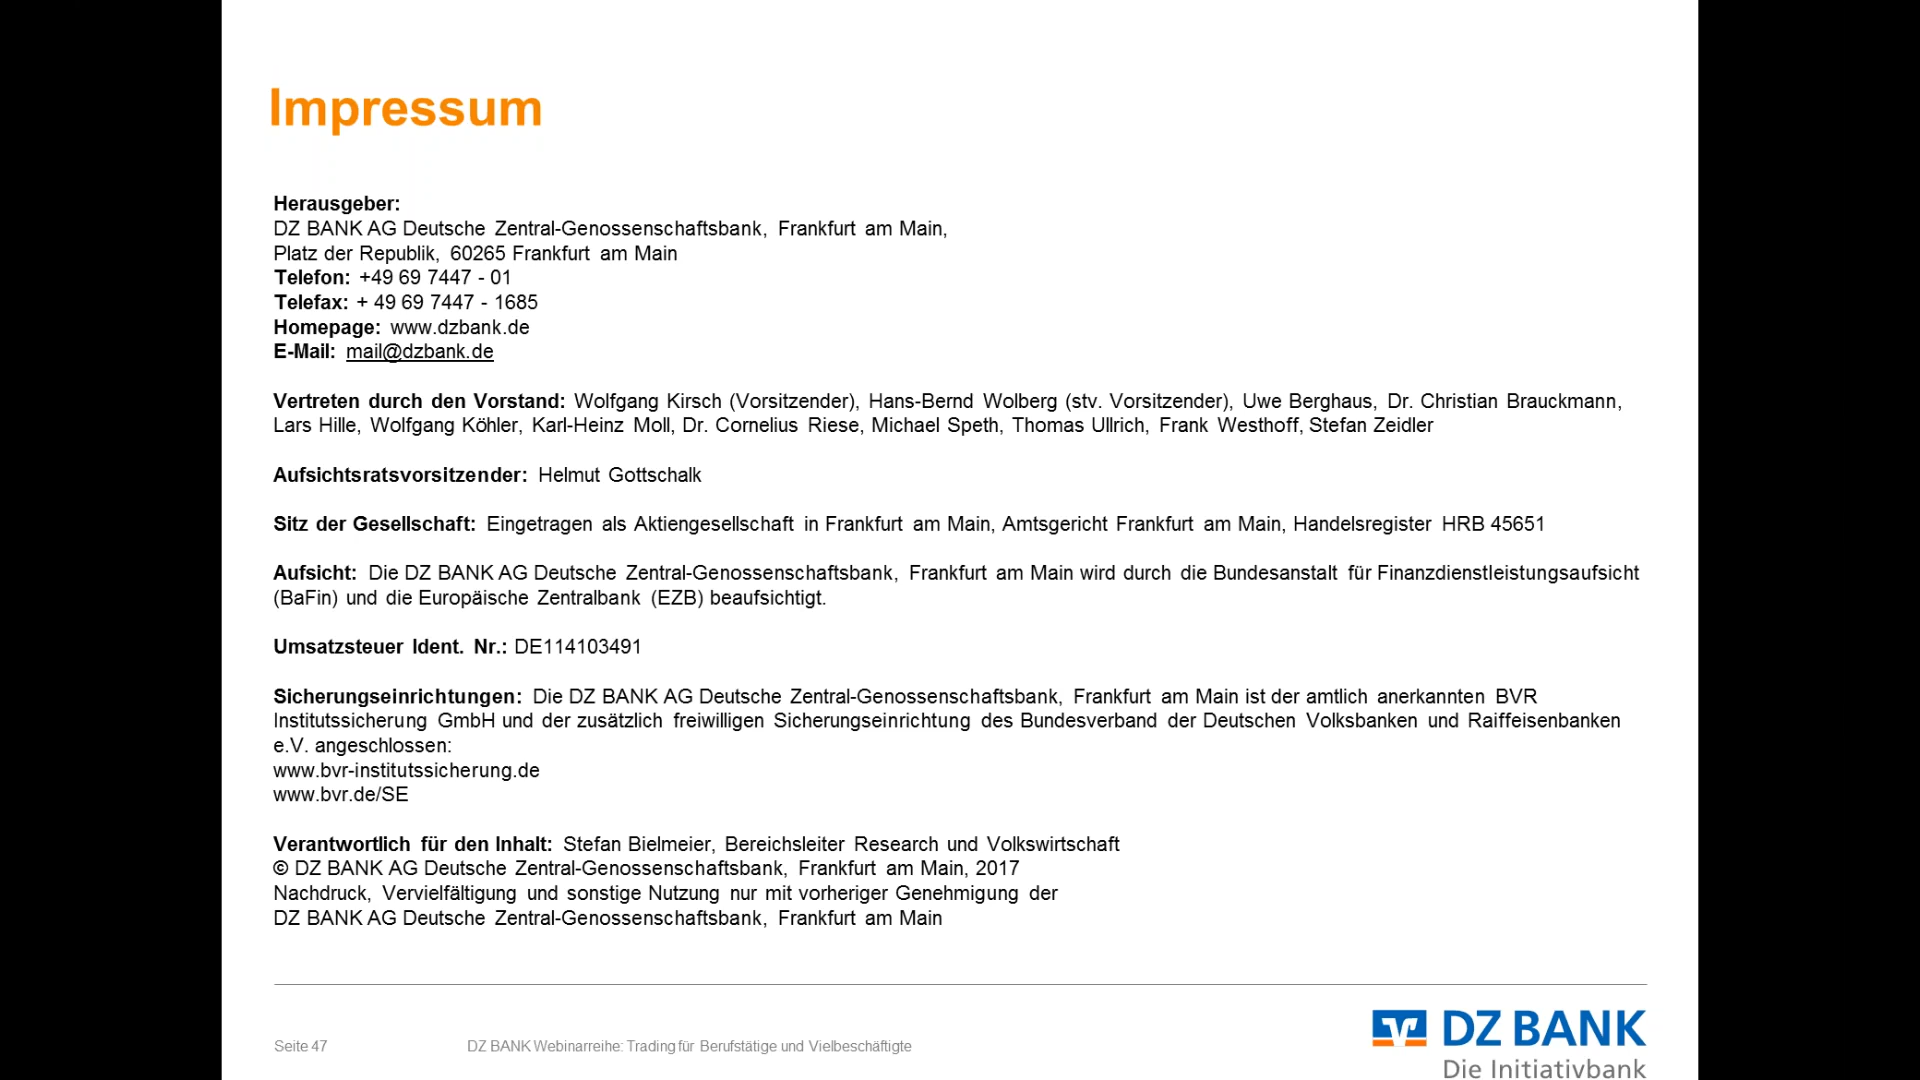 Impressum
Herausgeber:
DZ BANK AG Deutsche Zentral-Genossenschaftsbank, Frankfurt am Main,
Platz der Republik, 60265 Frankfurt am Main
Telefon: +49 69 7447 - 01
Telefax: + 49 69 7447 - 1685
Homepage: www.dzbank.de
E-Mail: mail@dzbank.de
Vertreten durch den Vorstand: Wolfgang Kirsch (Vorsitzender), Hans-Bernd Wolberg (stv. Vorsitzender), Uwe Berghaus, Dr. Christian Brauckmann,
Lars Hille, Wolfgang Köhler, Karl-Heinz Moll, Dr. Cornelius Riese, Michael Speth, Thomas Ullrich, Frank Westhoff, Stefan Zeidler
Aufsichtsratsvorsitzender: Helmut Gottschalk
Sitz der Gesellschaft: Eingetragen als Aktiengesellschaft in Frankfurt am Main, Amtsgericht Frankfurt am Main, Handelsregister HRB 45651
Aufsicht: Die DZ BANK AG Deutsche Zentral-Genossenschaftsbank, Frankfurt am Main wird durch die Bundesanstalt für Finanzdienstleistungsaufsicht
(BaFin) und die Europäische Zentralbank (EZB) beaufsichtigt.
Umsatzsteuer Ident. Nr.: DE114103491
Sicherungseinrichtungen: Die DZ BANK AG Deutsche Zentral-Genossenschaftsbank, Frankfurt am Main ist der amtlich anerkannten BVR
Institutssicherung GmbH und der zusätzlich freiwilligen Sicherungseinrichtung des Bundesverband der Deutschen Volksbanken und Raiffeisenbanken
e.V. angeschlossen:
www.bvr-institutssicherung.de
www.bvr.de/SE
Verantwortlich für den Inhalt: Stefan Bielmeier, Bereichsleiter Research und Volkswirtschaft
© DZ BANK AG Deutsche Zentral-Genossenschaftsbank, Frankfurt am Main, 2017
Nachdruck, Vervielfältigung und sonstige Nutzung nur mit vorheriger Genehmigung der
DZ BANK AG Deutsche Zentral-Genossenschaftsbank, Frankfurt am Main
Seite 47
DZ BANK Webinarreihe: Trading für Berufstätige und Vielbeschäftigte
DZ BANK
Die Initiativbank